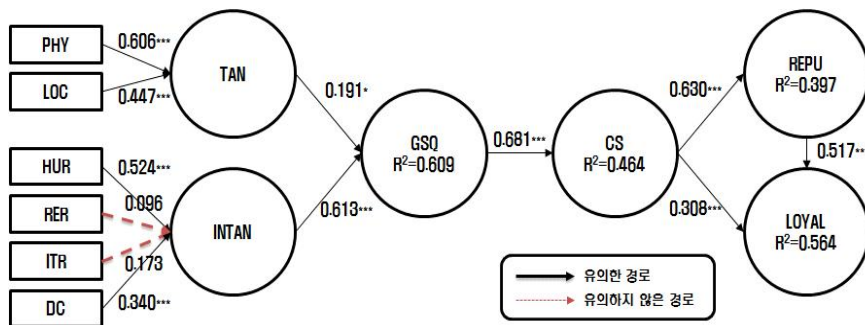 PHY
0.606***
LOC
0.447***
TAN
HUR
0.524***
RER
0.096
ITR
0.173
DC
0.340***
INTAN
0.191*
0.613***
GSQ
R²=0.609
0.681***
CS
R²=0.464
0.630***
0.308***
REPU
R²=0.397
0.517**
LOYAL
R²=0.564
유의한 경로
유의하지 않은 경로